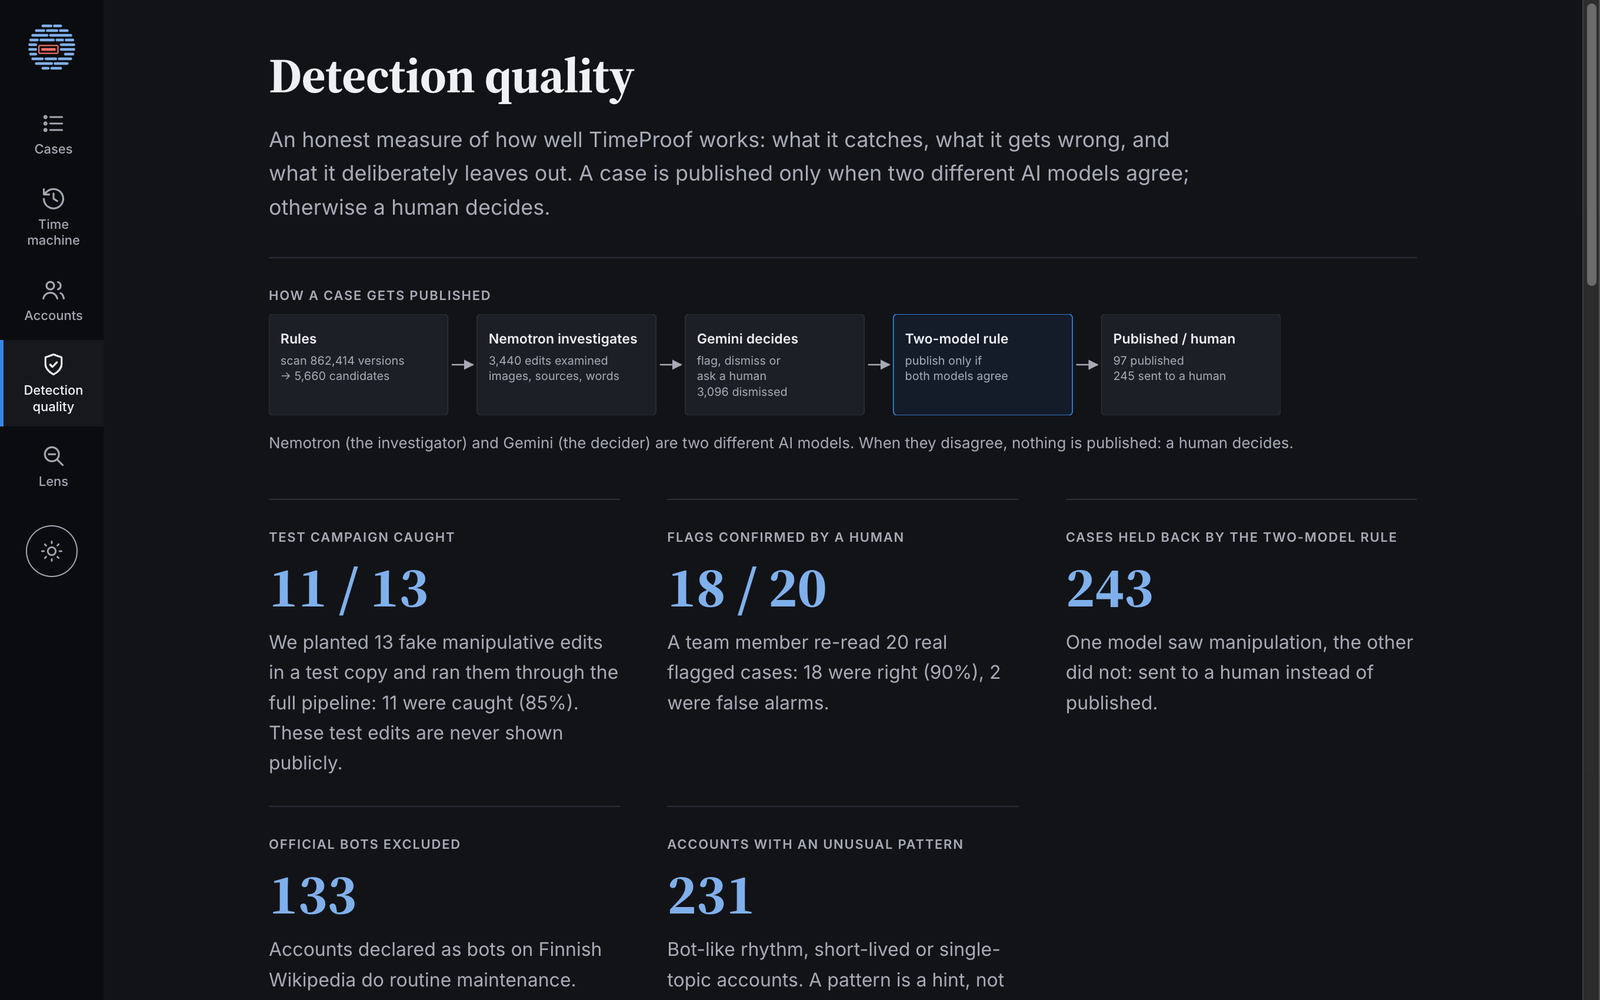 Cases
Time
machine
Accounts
Detection
quality
Lens
Detection quality
An honest measure of how well TimeProof works: what it catches, what it gets wrong, and
what it deliberately leaves out. A case is published only when two different AI models agree;
otherwise a human decides.
HOW A CASE GETS PUBLISHED
Rules
scan 862,414 versions
→ 5,660 candidates
Nemotron investigates
3,440 edits examined
images, sources, words
Gemini decides
flag, dismiss or
ask a human
3,096 dismissed
Two-model rule
publish only if
both models agree
Published / human
97 published
245 sent to a human
Nemotron (the investigator) and Gemini (the decider) are two different AI models. When they disagree, nothing is published: a human decides.
TEST CAMPAIGN CAUGHT
11 / 13
We planted 13 fake manipulative edits
in a test copy and ran them through the
full pipeline: 11 were caught (85%).
These test edits are never shown
publicly.
FLAGS CONFIRMED BY A HUMAN
18 / 20
A team member re-read 20 real
flagged cases: 18 were right (90%), 2
were false alarms.
CASES HELD BACK BY THE TWO-MODEL RULE
243
One model saw manipulation, the other
did not: sent to a human instead of
published.
OFFICIAL BOTS EXCLUDED
133
Accounts declared as bots on Finnish
Wikipedia do routine maintenance.
ACCOUNTS WITH AN UNUSUAL PATTERN
231
Bot-like rhythm, short-lived or single-
topic accounts. A pattern is a hint, not